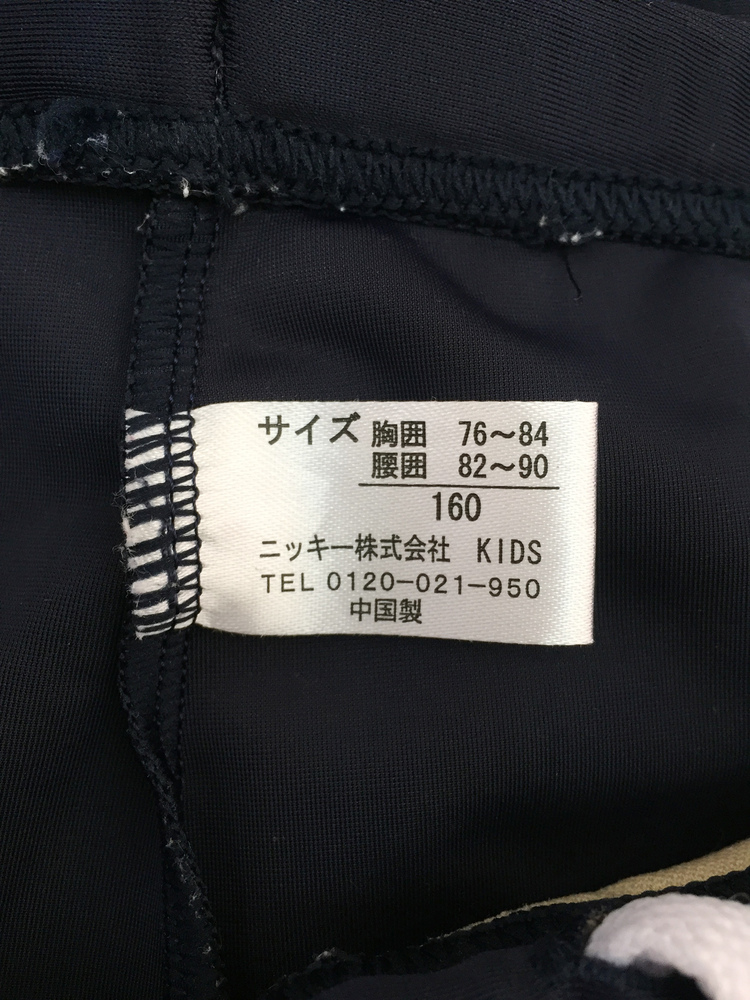 サイズ 胸囲 76～84
腰囲 82～90
160
ニッキー株式会社 KIDS
TEL 0120-021-950
中国製